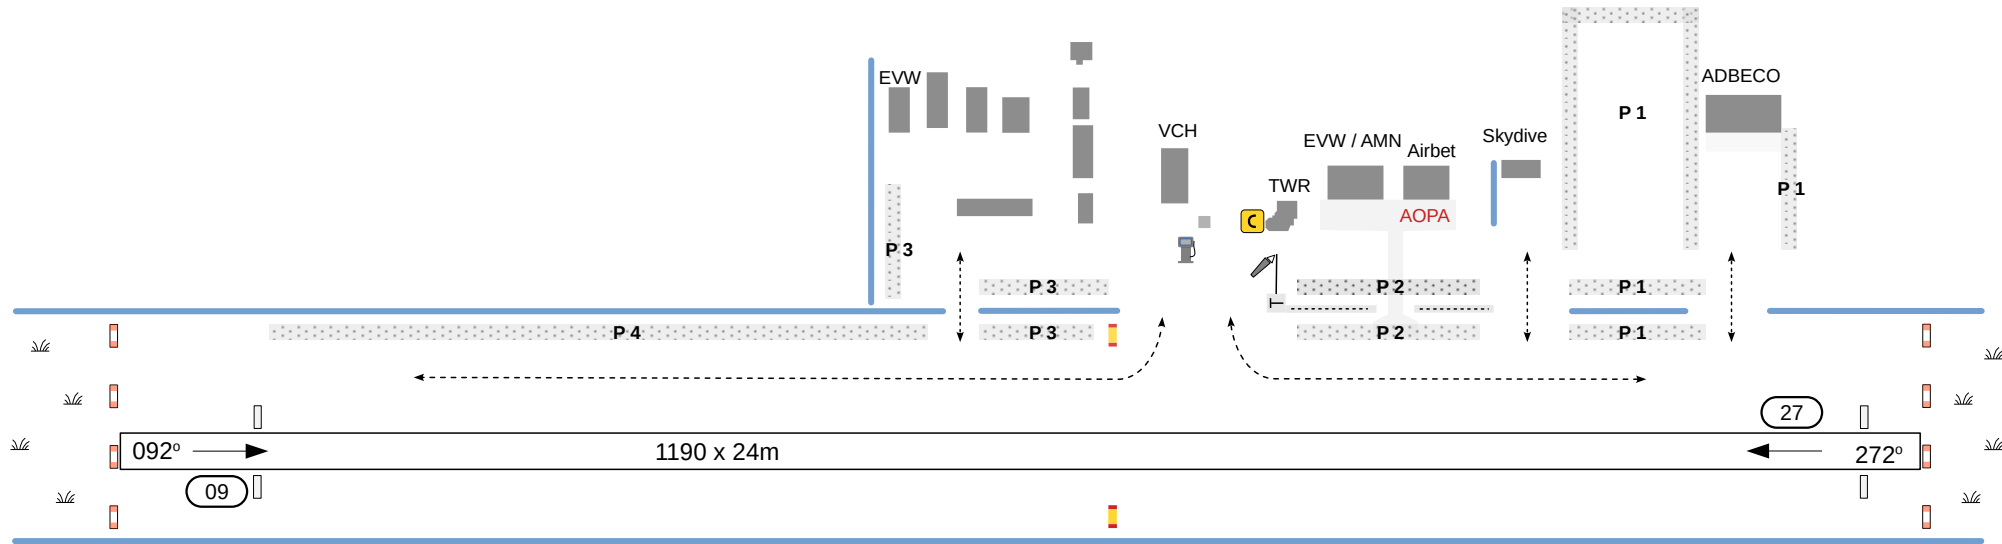 EVW
ADBECO
P 1
VCH
EVW / AMN
Skydive
Airbet
TWR
P 1
C
AOPA
P 3
P 3
P 2
P 1
P 4
P 3
P 2
P 1
27
092º
1190 x 24m
272º
09